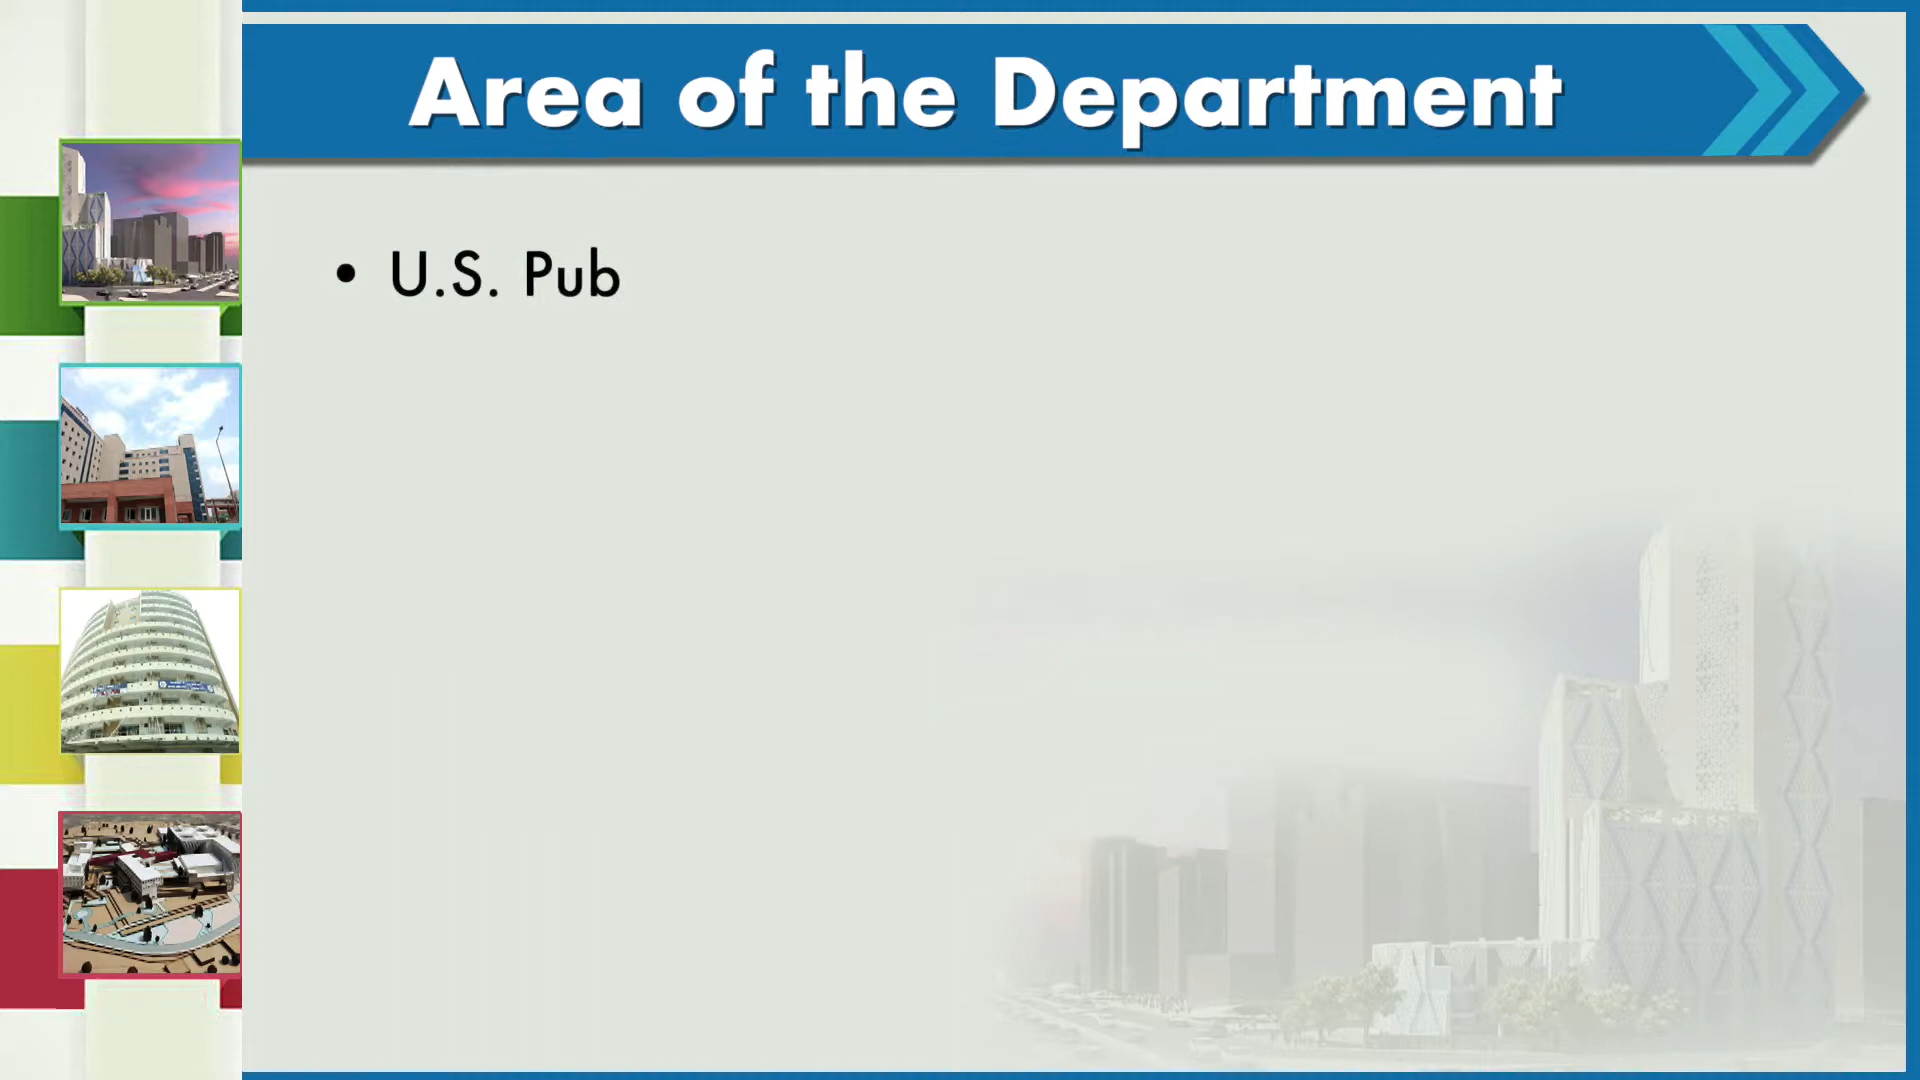 Area of the Department
• U.S. Pub